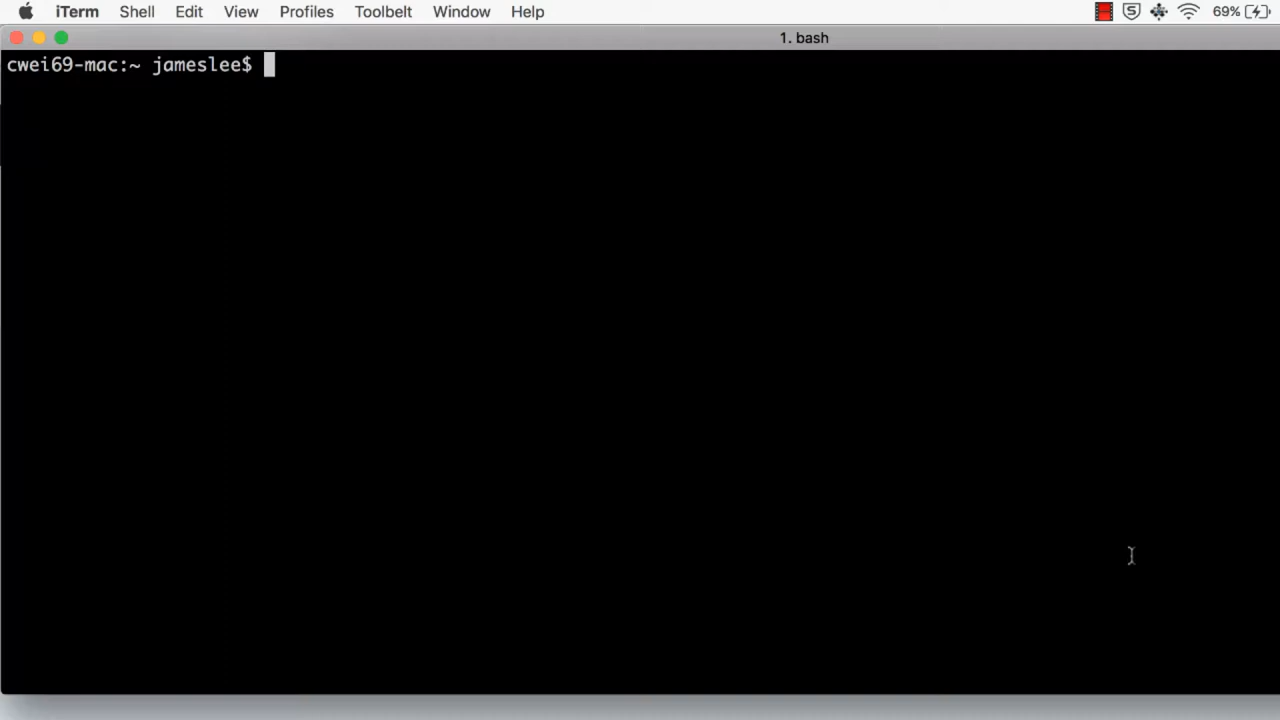 iTerm Shell Edit View Profiles Toolbelt Window Help 69%
1. bash
cwei69-mac:~ jameslee$